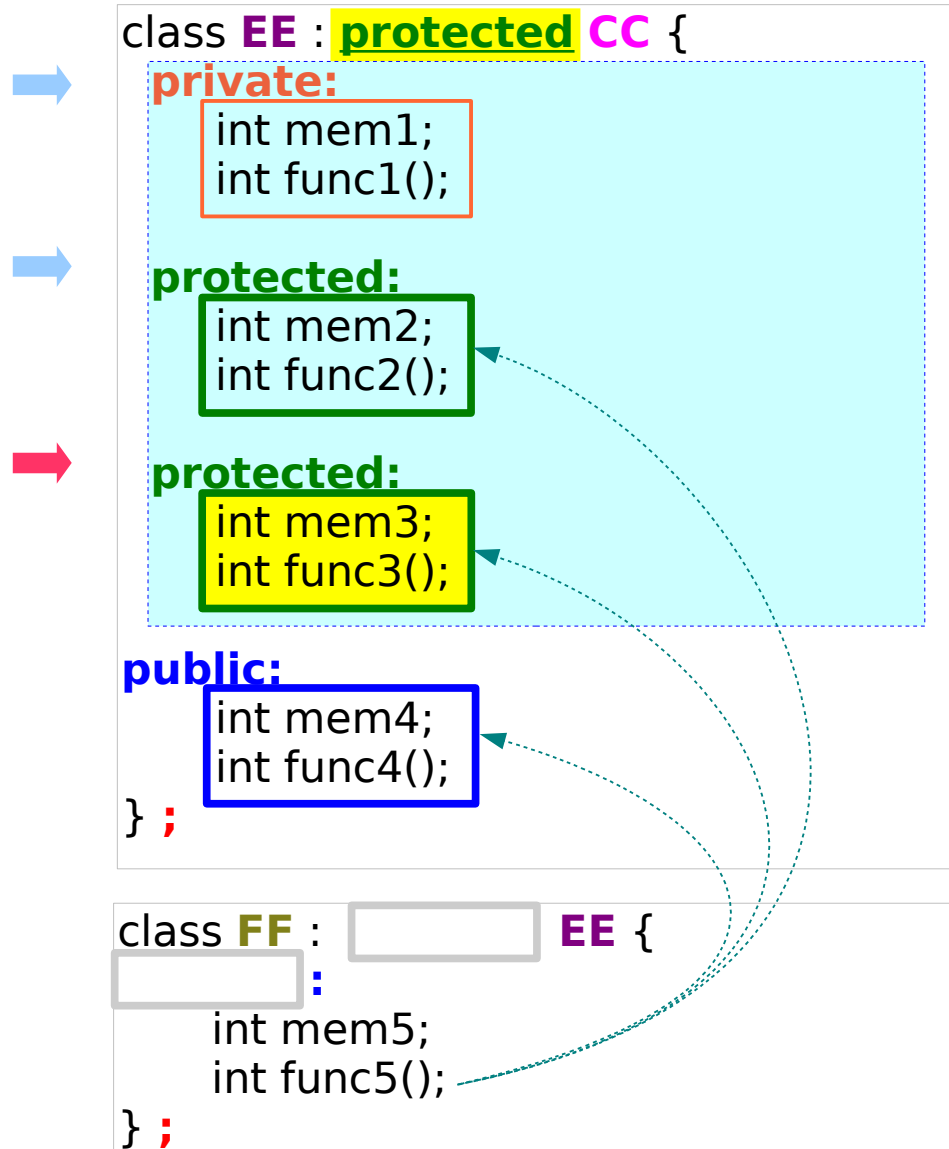 class EE : protected CC {
private:
int mem1;
int func1();
protected:
int mem2;
int func2();
protected:
int mem3;
int func3();
public:
int mem4;
int func4();
} ;
class FF : EE {
:
int mem5;
int func5();
} ;